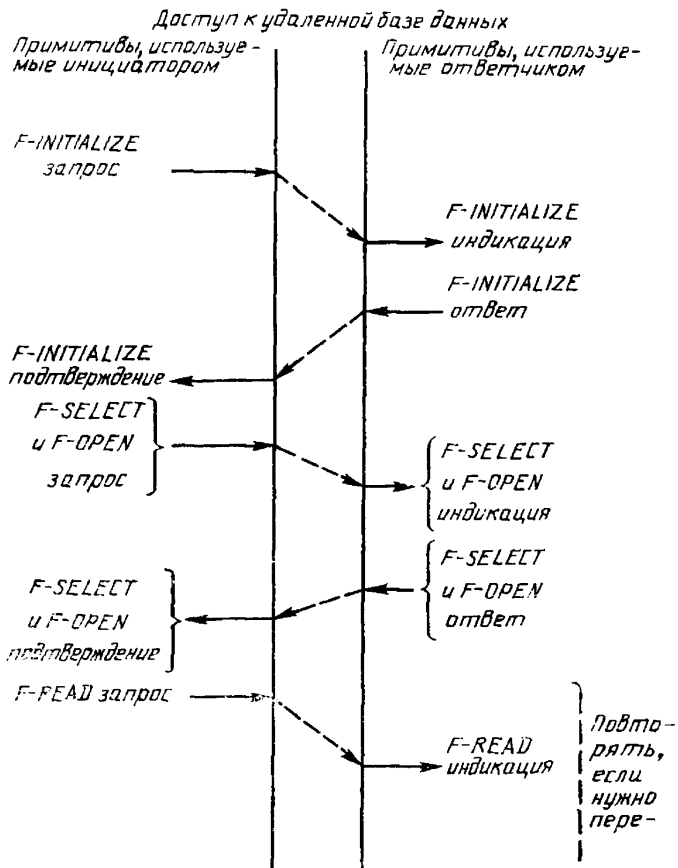 Доступ к удаленной базе данных
Примитивы, используе-
мые инициатором
Примитивы, используе-
мые ответчиком
F-INITIALIZE
запрос
F-INITIALIZE
индикация
F-INITIALIZE
ответ
F-INITIALIZE
подтверждение
F-SELECT
и F-OPEN
запрос
F-SELECT
и F-OPEN
индикация
F-SELECT
и F-OPEN
ответ
F-SELECT
и F-OPEN
подтверждение
F-READ запрос
F-READ
индикация
Повто-
рять,
если
нужно
пере-